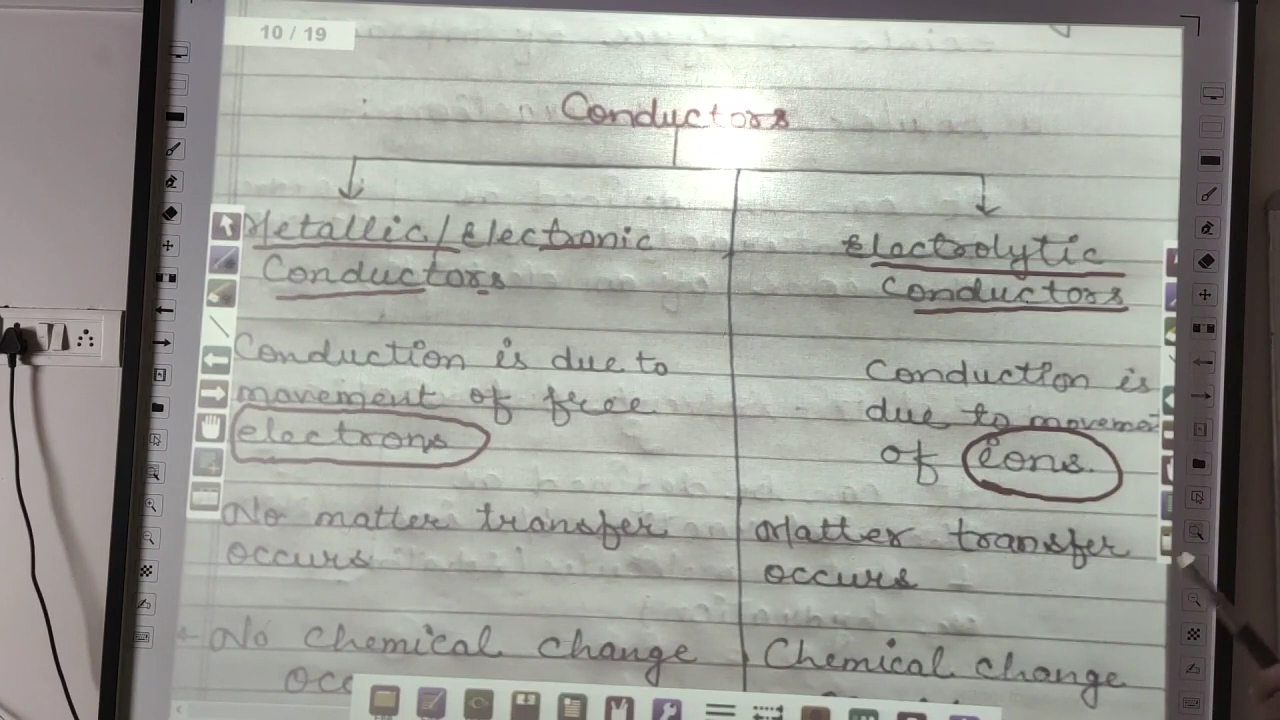 10 / 19
Conductors
Metallic/Electronic
Conductors
Conduction is due to
movement of free
electrons
No matter transfer
occurs
No Chemical change
Electrolytic
Conductors
Conduction is
due to
of ions.
Matter transfer
occurs
Chemical change